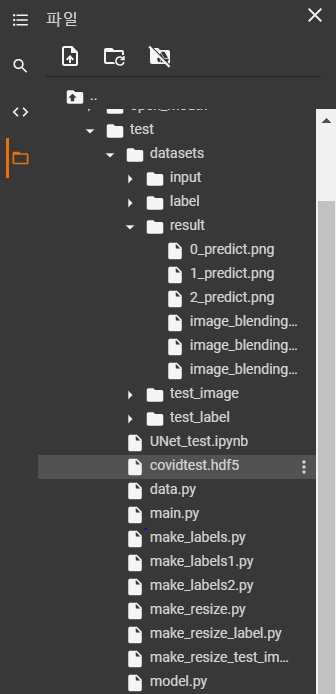 파일
..
test
datasets
input
label
result
0_predict.png
1_predict.png
2_predict.png
image_blending...
image_blending...
image_blending...
test_image
test_label
UNet_test.ipynb
covidtest.hdf5
data.py
main.py
make_labels.py
make_labels1.py
make_labels2.py
make_resize.py
make_resize_label.py
make_resize_test_im...
model.py